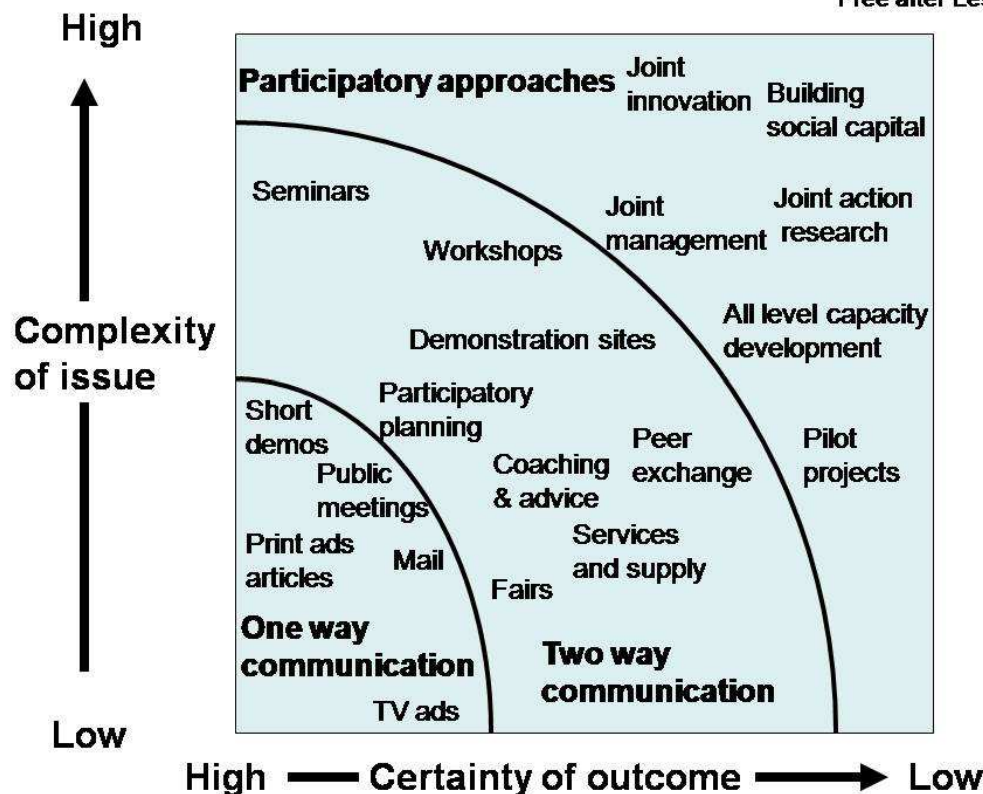 Free after Les
High
Participatory approaches
Joint
innovation
Building
social capital
Seminars
Joint
management
Joint action
research
Workshops
Complexity
of issue
All level capacity
development
Demonstration sites
Participatory
planning
Short
demos
Peer
exchange
Pilot
projects
Coaching
& advice
Public
meetings
Services
and supply
Print ads
articles
Mail
Fairs
One way
communication
Two way
communication
TV ads
Low
High
Certainty of outcome
Low